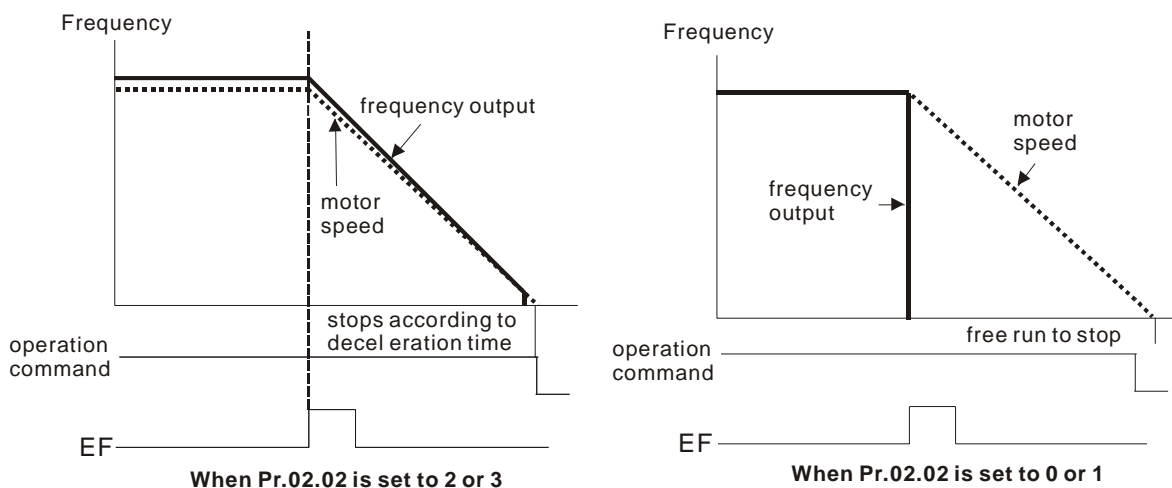 Frequency
frequency output
motor
speed
stops according to
decel eration time
operation
command
EF
When Pr.02.02 is set to 2 or 3
Frequency
motor
speed
frequency
output
free run to stop
operation
command
EF
When Pr.02.02 is set to 0 or 1